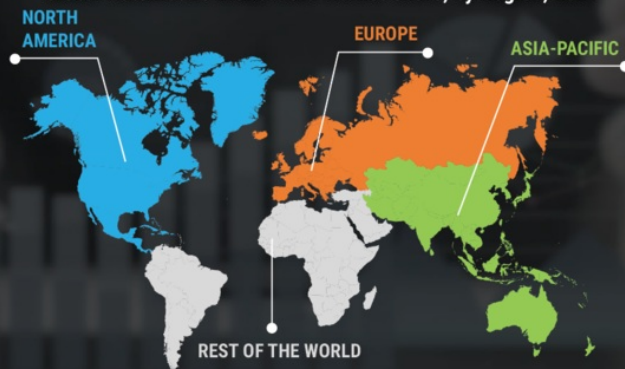 NORTH
AMERICA
EUROPE
ASIA-PACIFIC
REST OF THE WORLD